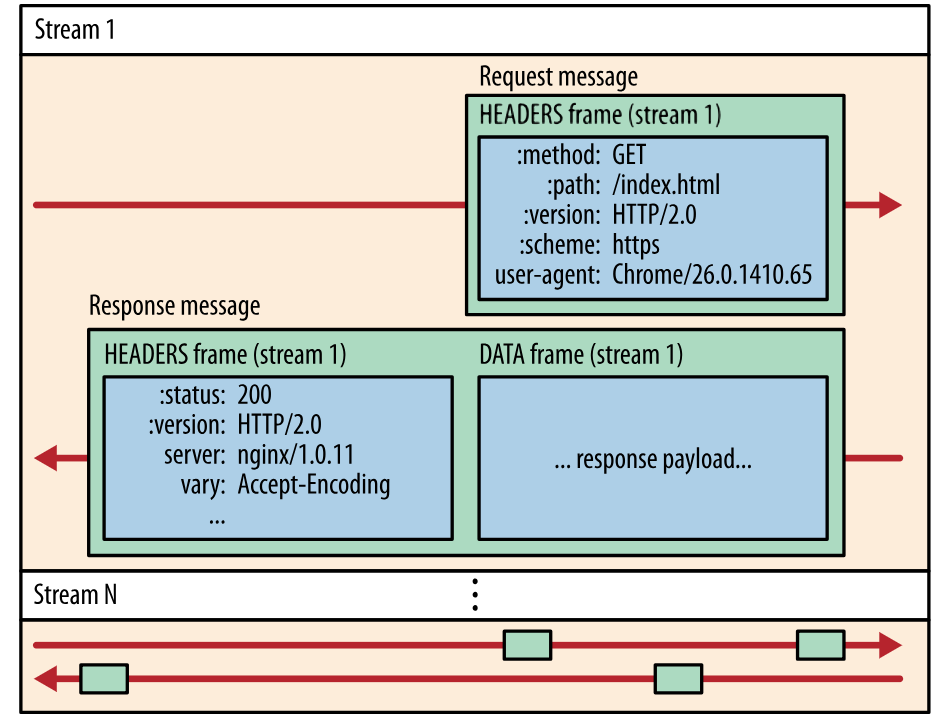 Stream 1
Request message
HEADERS frame (stream 1)
:method: GET
:path: /index.html
:version: HTTP/2.0
:scheme: https
user-agent: Chrome/26.0.1410.65
Response message
HEADERS frame (stream 1)
:status: 200
:version: HTTP/2.0
server: nginx/1.0.11
vary: Accept-Encoding
...
DATA frame (stream 1)
... response payload...
Stream N